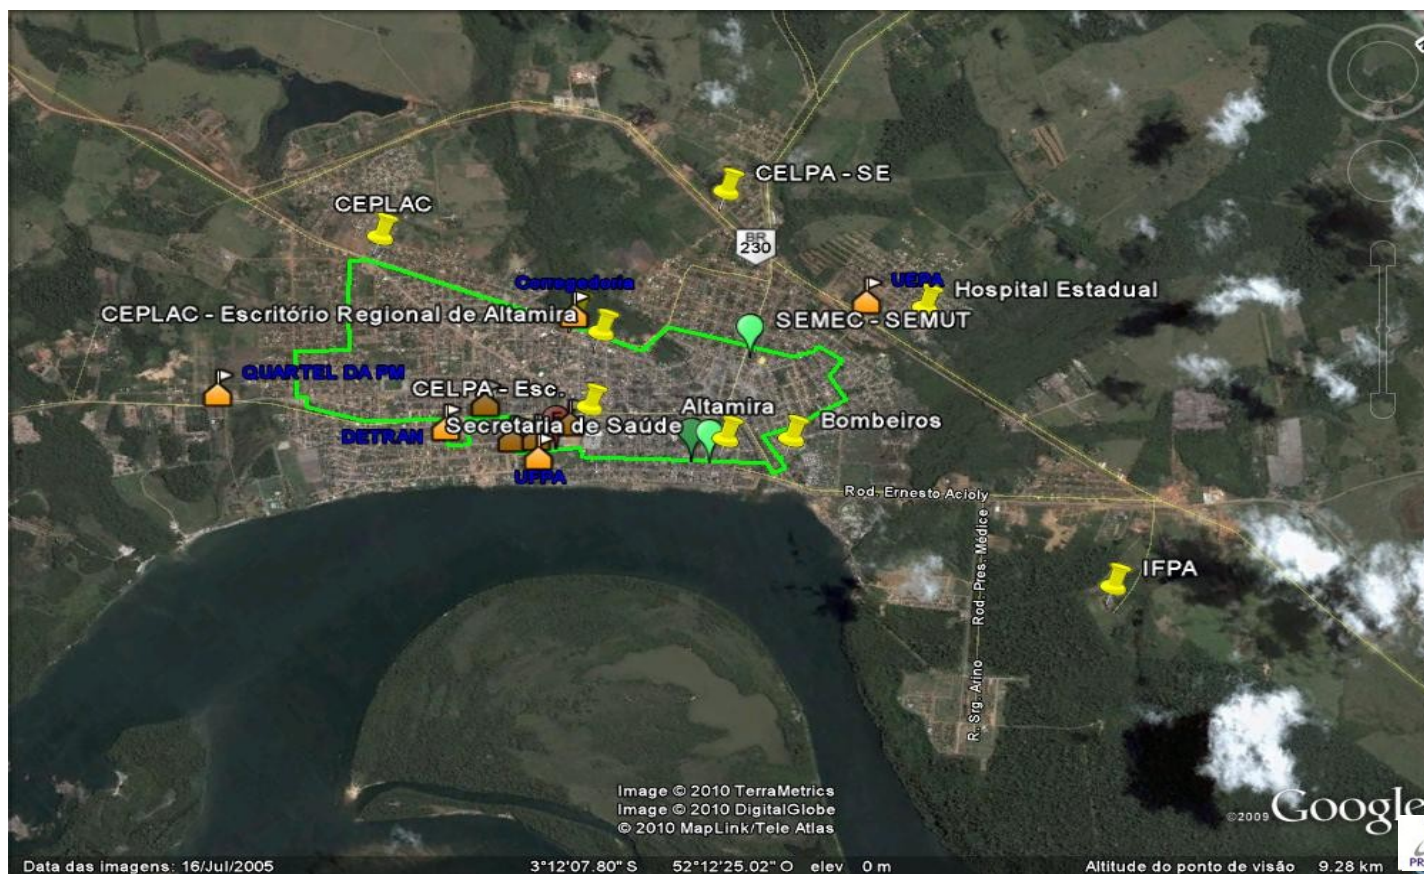 CELPA - SE
CEPLAC
BR
230
Corregedoria
UEPA
Hospital Estadual
CEPLAC - Escritório Regional de Altamira
SEMEC - SEMUT
QUARTEL DA PM
CELPA - Esc.
Altamira
DETRAN
Secretaria de Saúde
Bombeiros
UFPA
Rod. Ernesto Acioly
Rod. Pres. Médice
R. Srg. Arino
IFPA
Image © 2010 TerraMetrics
Image © 2010 DigitalGlobe
© 2010 MapLink/Tele Atlas
©2009 Google
Data das imagens: 16/Jul/2005 3°12'07.80" S 52°12'25.02" O elev 0 m Altitude do ponto de visão 9.28 km